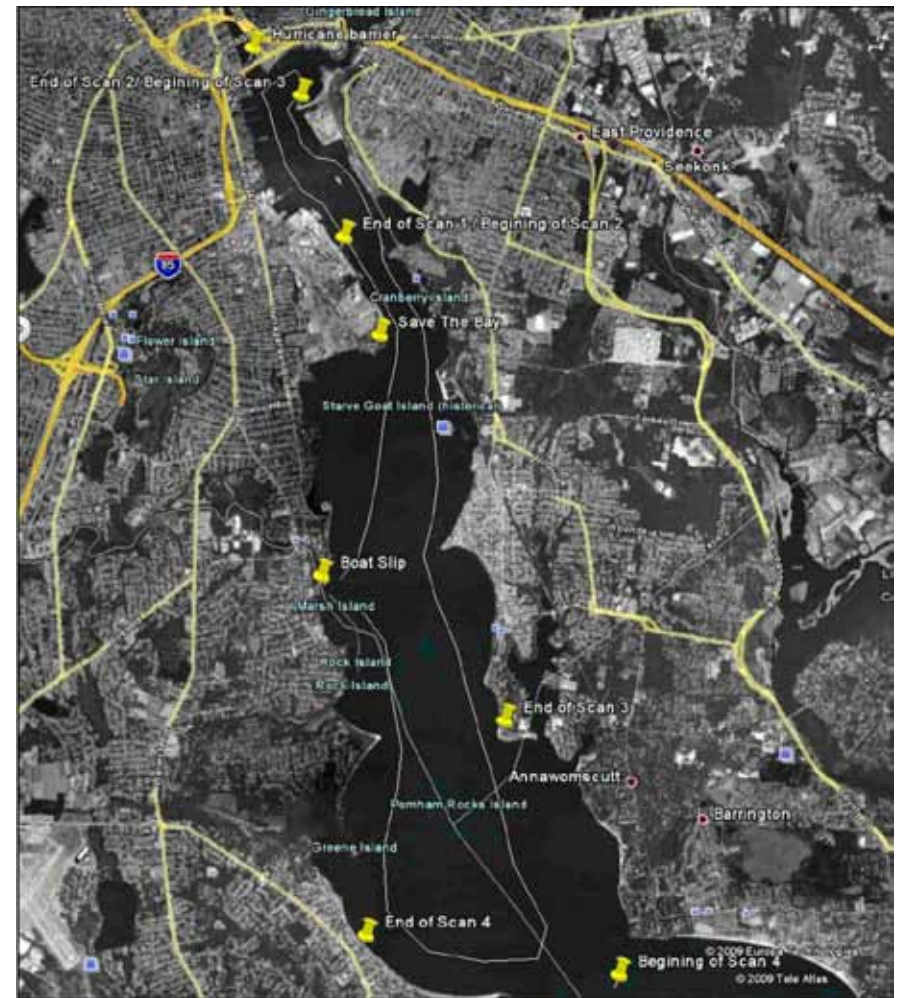 Gingerbread Island
Hurricane barrier
End of Scan 2/ Begining of Scan-3
East Providence
Seekonk
End of Scan-1 / Begining of Scan 2
95
Cranberry Island
Save The Bay
Flower Island
Star Island
Starve Goat Island (historical)
Boat Slip
Marsh Island
Rock Island
Rock Island
End of Scan 3
Annawomscutt
Pomham Rocks Island
Barrington
Greene Island
End of Scan 4
© 2009 Europa Technologies
Begining of Scan 4
© 2009 Tele Atlas